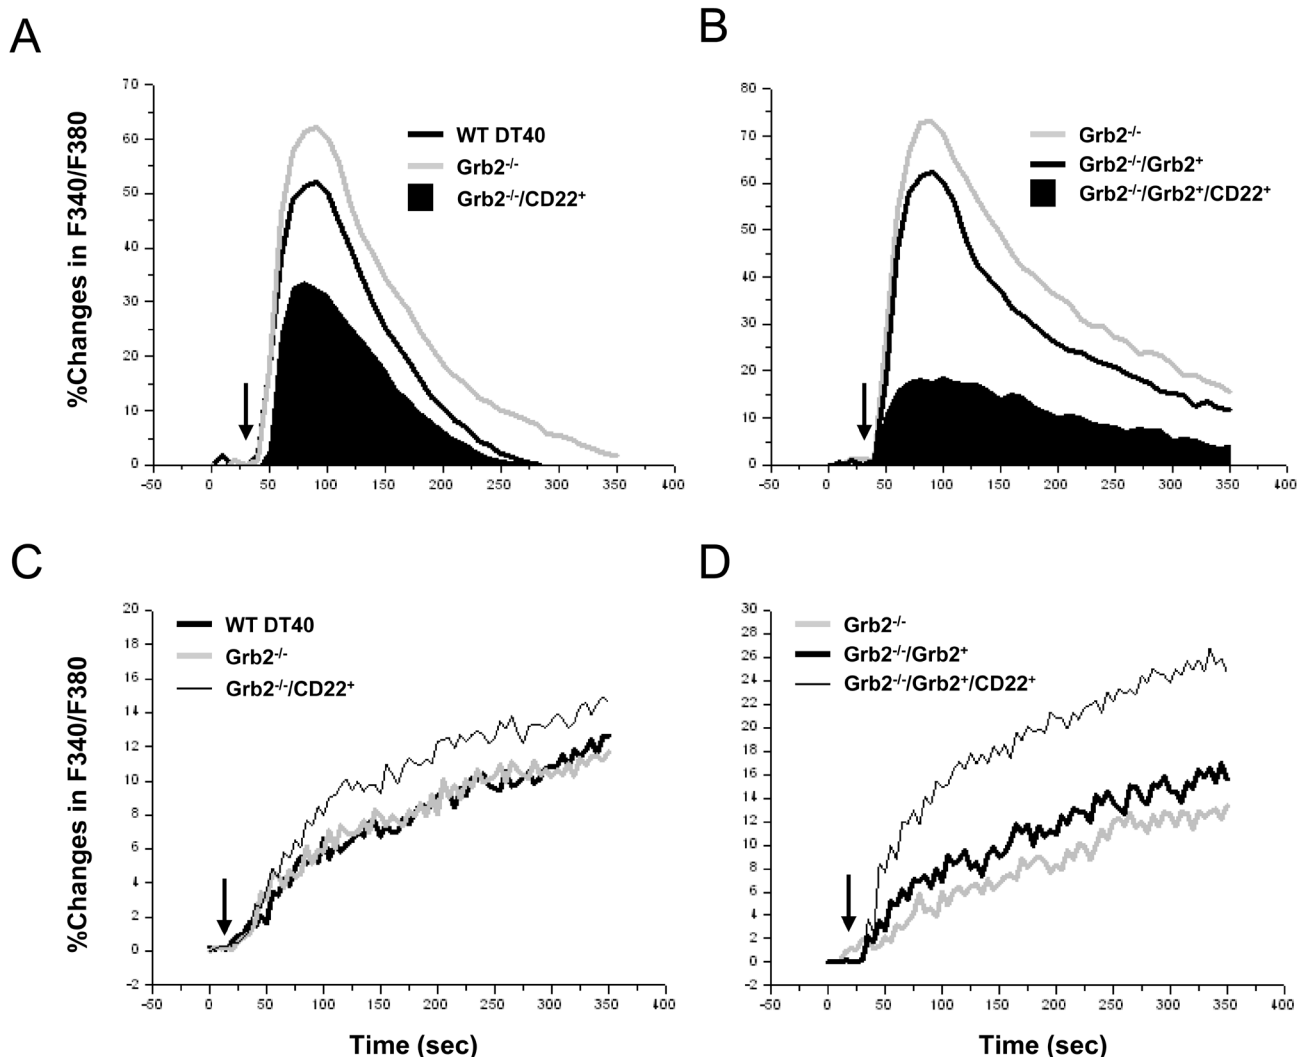 A
B
%Changes in F340/F380
70
60
50
40
30
20
10
0
-50 0 50 100 150 200 250 300 350 400
WT DT40
Grb2-/-
Grb2-/-/CD22+
80
70
60
50
40
30
20
10
0
-50 0 50 100 150 200 250 300 350 400
Grb2-/-
Grb2-/-/Grb2+
Grb2-/-/Grb2+/CD22+
C
D
%Changes in F340/F380
20
18
16
14
12
10
8
6
4
2
0
-2
-50 0 50 100 150 200 250 300 350 400
WT DT40
Grb2-/-
Grb2-/-/CD22+
Time (sec)
30
28
26
24
22
20
18
16
14
12
10
8
6
4
2
0
-2
-50 0 50 100 150 200 250 300 350 400
Grb2-/-
Grb2-/-/Grb2+
Grb2-/-/Grb2+/CD22+
Time (sec)